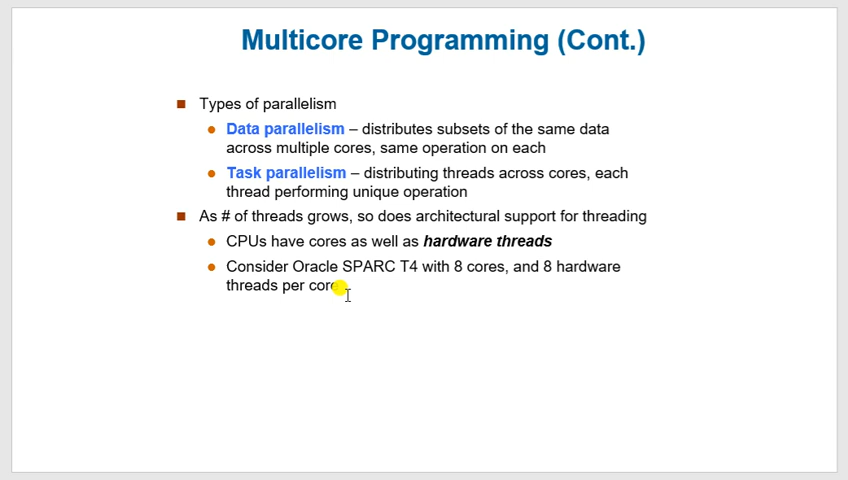 Multicore Programming (Cont.)
Types of parallelism
Data parallelism – distributes subsets of the same data
across multiple cores, same operation on each
Task parallelism – distributing threads across cores, each
thread performing unique operation
As # of threads grows, so does architectural support for threading
CPUs have cores as well as hardware threads
Consider Oracle SPARC T4 with 8 cores, and 8 hardware
threads per core